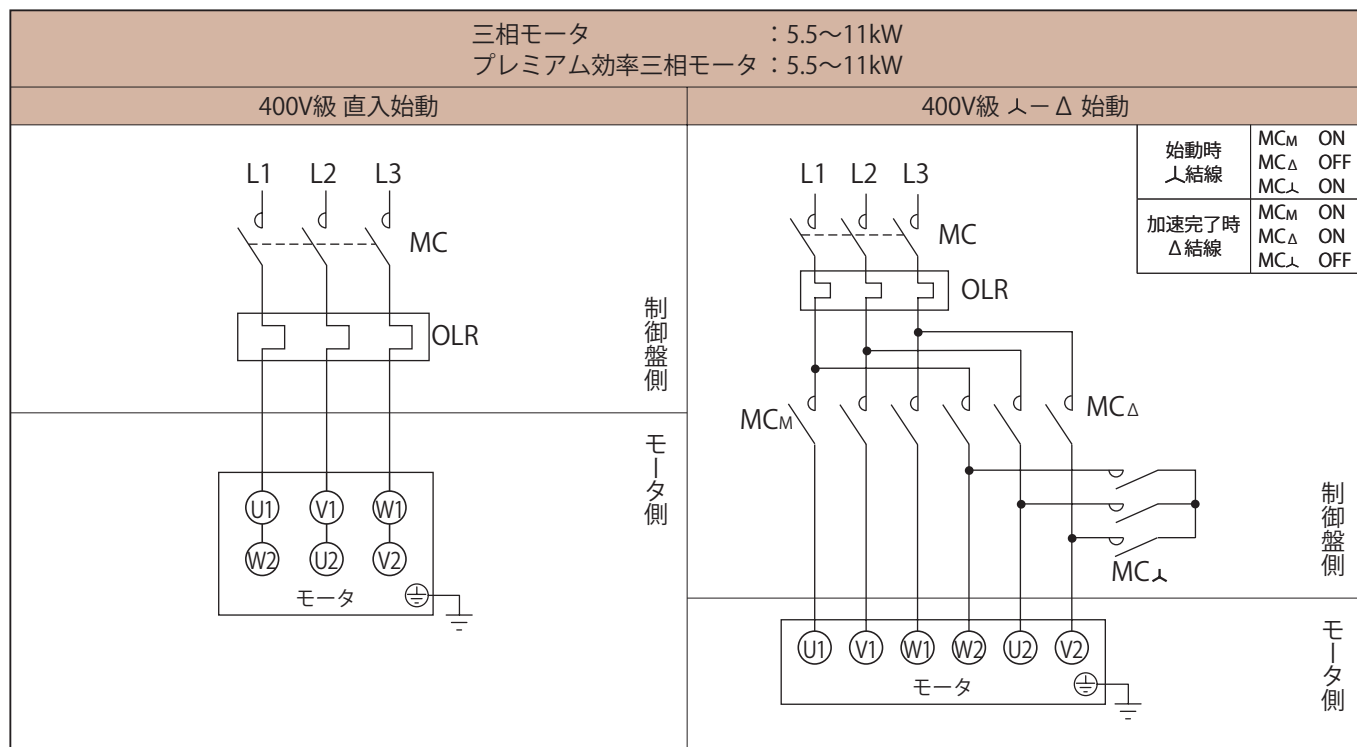 三相モータ ：5.5〜11kW
プレミアム効率三相モータ：5.5〜11kW
400V級 直入始動
L1 L2 L3
MC
OLR
制御盤側
モータ側
U1 V1 W1
W2 U2 V2
モータ
400V級 人－Δ 始動
始動時
人結線
MCM ON
MCΔ OFF
MC人 ON
加速完了時
Δ結線
MCM ON
MCΔ ON
MC人 OFF
L1 L2 L3
MC
OLR
MCM
MCΔ
MC人
制御盤側
U1 V1 W1 W2 U2 V2
モータ
モータ側